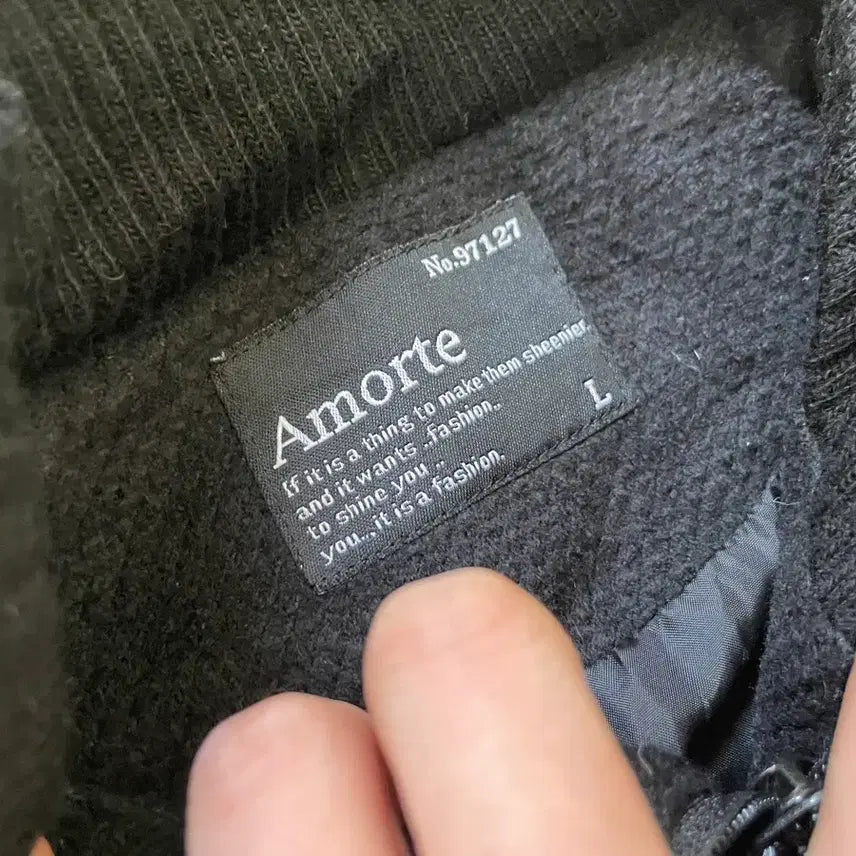 No.97127
Amorte
If it is a thing to make them sheenier,
and it wants ..fashion..
to shine you ..
you...,it is a fashion.
L